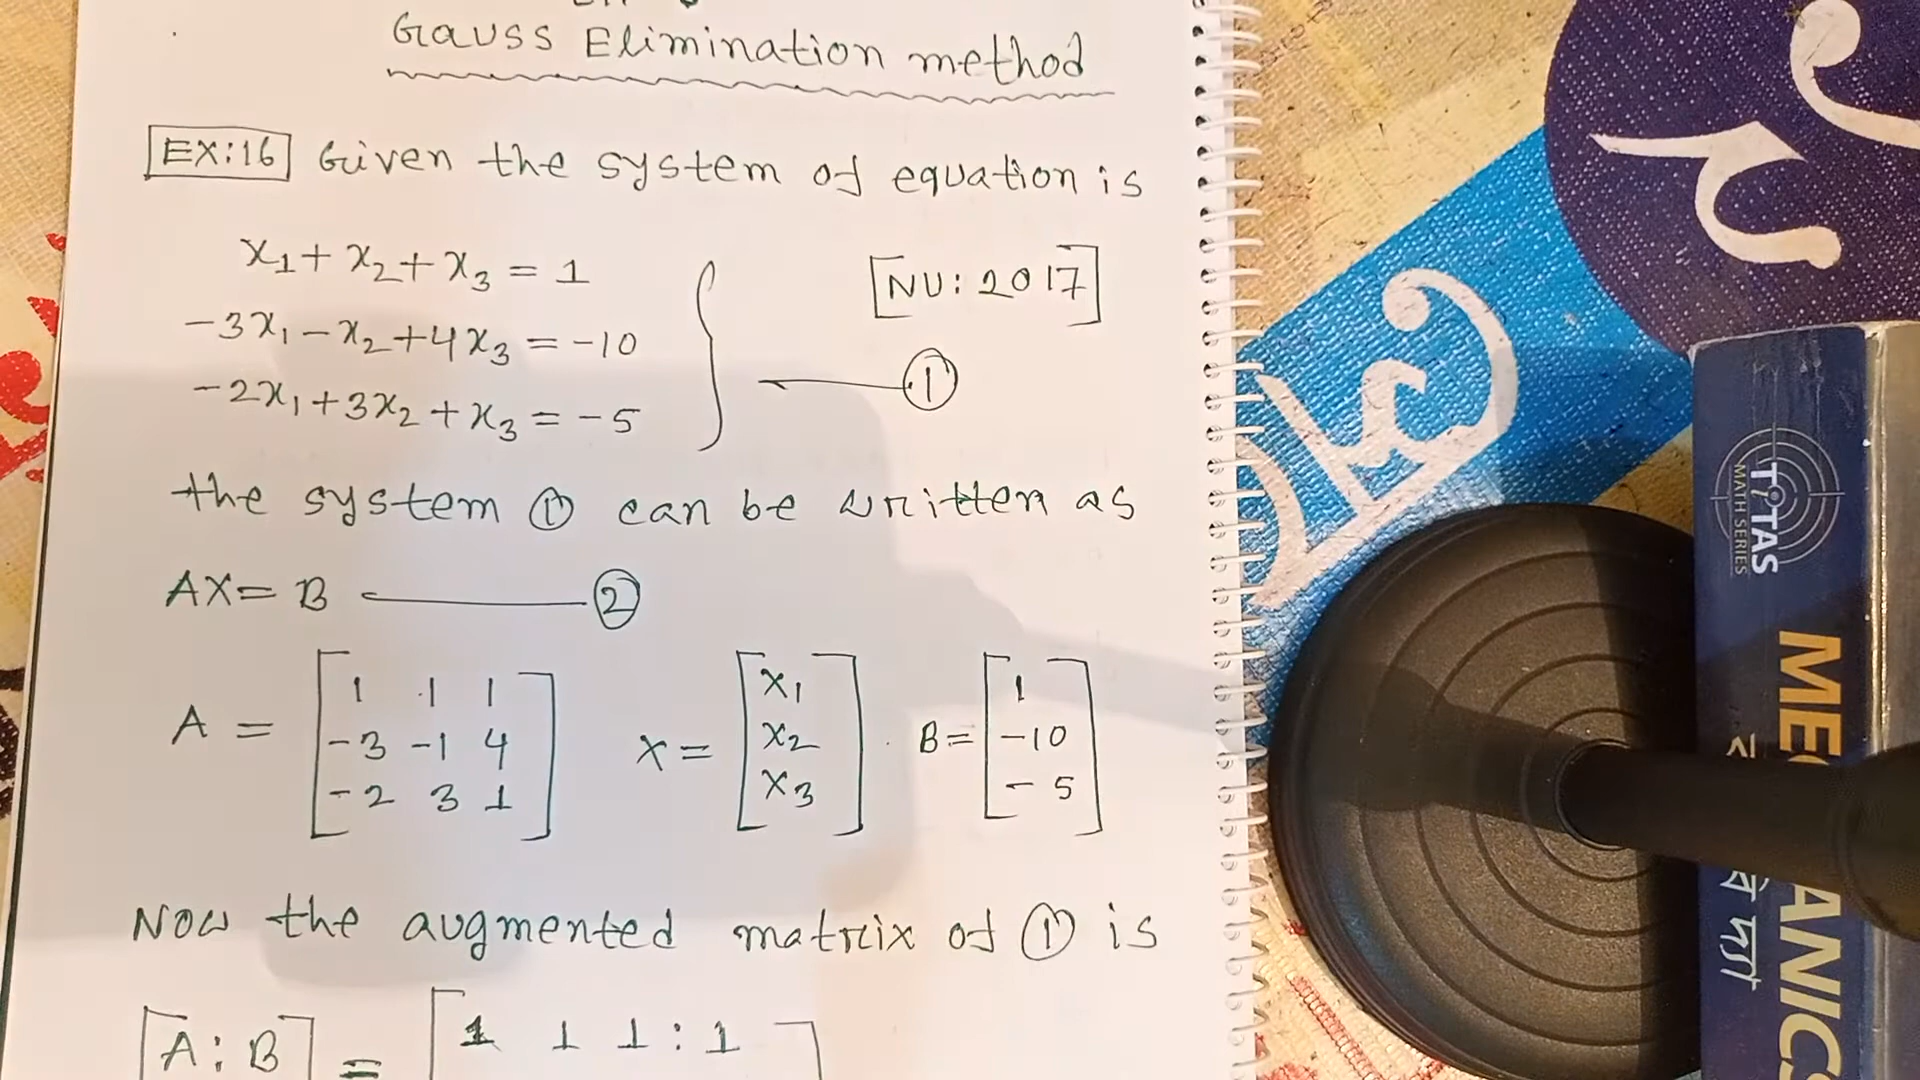 Gauss Elimination method
EX:16 Given the system of equation is
x₁ + x₂ + x₃ = 1
[NU: 2017]
-3x₁ - x₂ + 4x₃ = -10
①
-2x₁ + 3x₂ + x₃ = -5
the system ① can be written as
AX = B ②
A = [1 1 1
-3 -1 4
-2 3 1]
X = [x₁
x₂
x₃]
B = [1
-10
-5]
Now the augmented matrix of ① is
[A : B] = [1 1 1 : 1
TITAS
MATH SERIES